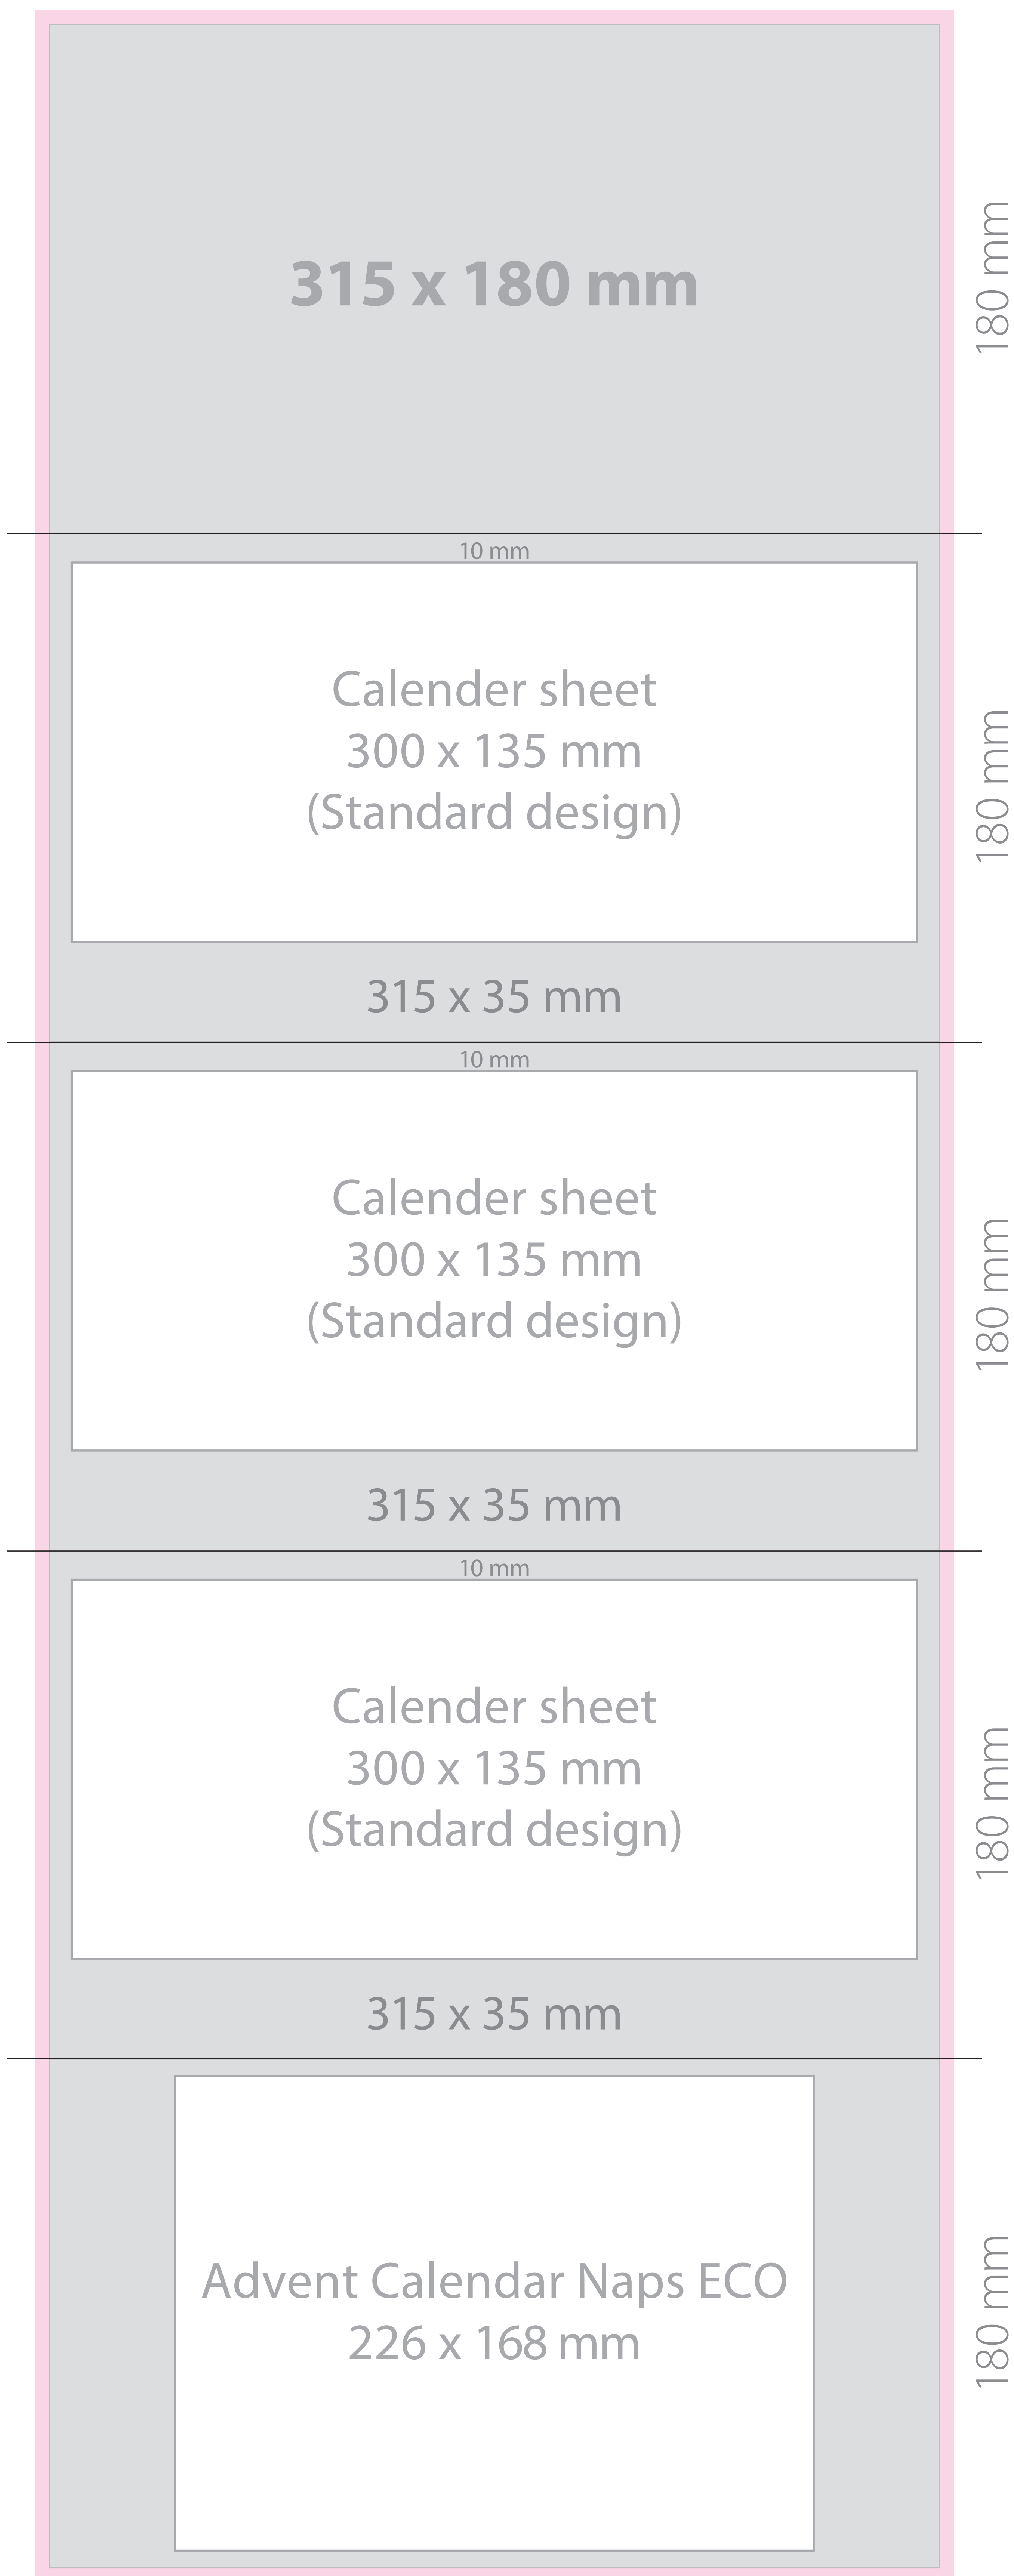 315 x 180 mm
180 mm
10 mm
Calender sheet
300 x 135 mm
(Standard design)
315 x 35 mm
180 mm
10 mm
Calender sheet
300 x 135 mm
(Standard design)
315 x 35 mm
180 mm
10 mm
Calender sheet
300 x 135 mm
(Standard design)
315 x 35 mm
180 mm
Advent Calendar Naps ECO
226 x 168 mm
180 mm